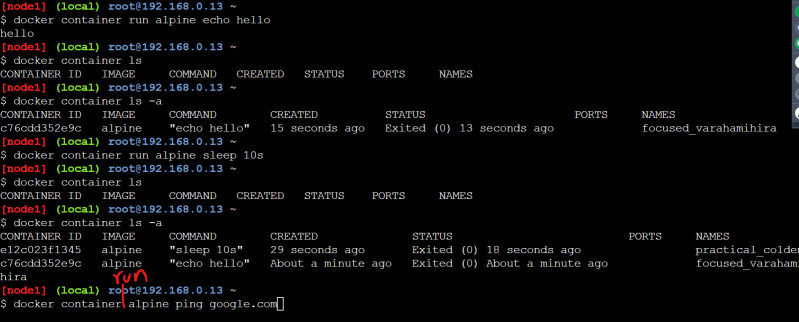 [node1] (local) root@192.168.0.13 ~
$ docker container run alpine echo hello
hello
[node1] (local) root@192.168.0.13 ~
$ docker container ls
CONTAINER ID IMAGE COMMAND CREATED STATUS PORTS NAMES
[node1] (local) root@192.168.0.13 ~
$ docker container ls -a
CONTAINER ID IMAGE COMMAND CREATED STATUS PORTS NAMES
c76cdd352e9c alpine "echo hello" 15 seconds ago Exited (0) 13 seconds ago focused_varahamihira
[node1] (local) root@192.168.0.13 ~
$ docker container run alpine sleep 10s
[node1] (local) root@192.168.0.13 ~
$ docker container ls
CONTAINER ID IMAGE COMMAND CREATED STATUS PORTS NAMES
[node1] (local) root@192.168.0.13 ~
$ docker container ls -a
CONTAINER ID IMAGE COMMAND CREATED STATUS PORTS NAMES
e12c023f1345 alpine "sleep 10s" 29 seconds ago Exited (0) 18 seconds ago practical_colden
c76cdd352e9c alpine "echo hello" About a minute ago Exited (0) About a minute ago focused_varaham
hira
run
[node1] (local) root@192.168.0.13 ~
$ docker container alpine ping google.com